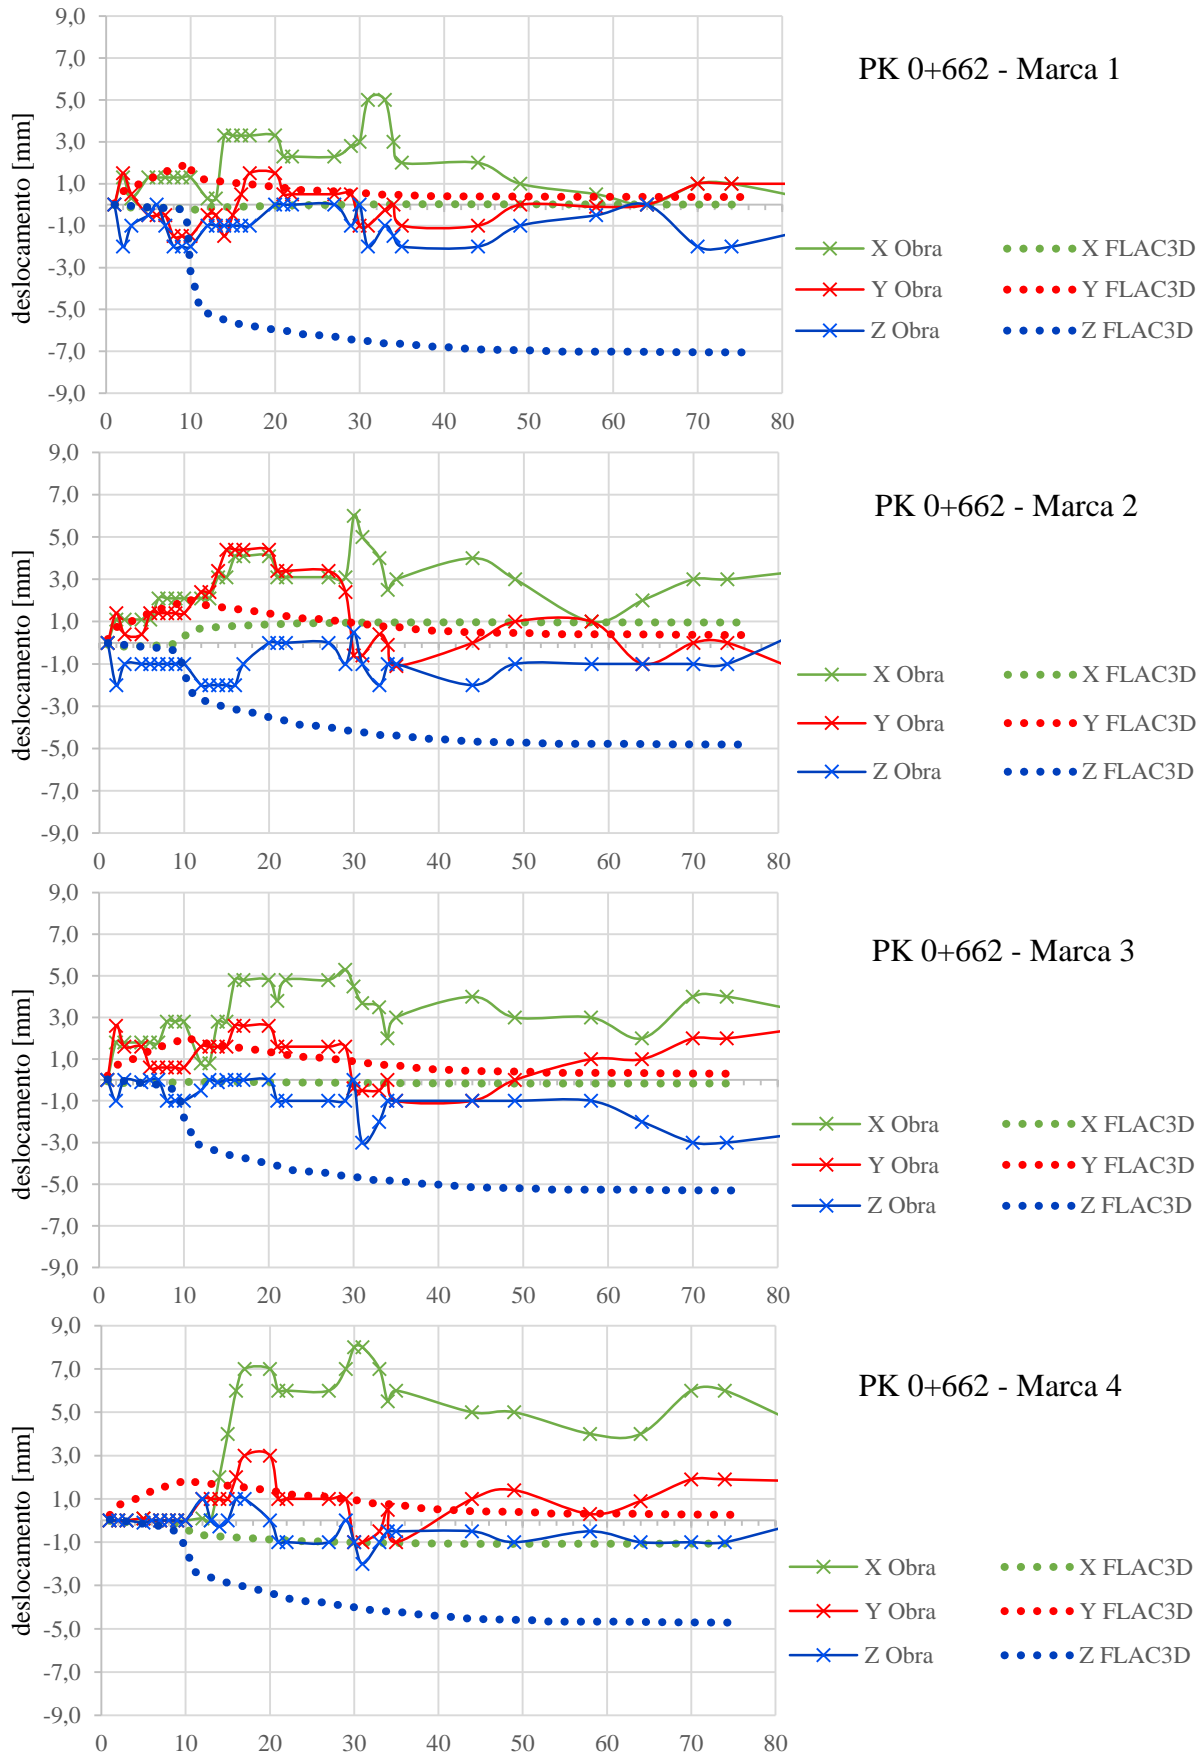 9,0
7,0
5,0
3,0
1,0
-1,0
-3,0
-5,0
-7,0
-9,0
deslocamento [mm]
PK 0+662 - Marca 1
X Obra X FLAC3D
Y Obra Y FLAC3D
Z Obra Z FLAC3D
0 10 20 30 40 50 60 70 80
9,0
7,0
5,0
3,0
1,0
-1,0
-3,0
-5,0
-7,0
-9,0
deslocamento [mm]
PK 0+662 - Marca 2
X Obra X FLAC3D
Y Obra Y FLAC3D
Z Obra Z FLAC3D
0 10 20 30 40 50 60 70 80
9,0
7,0
5,0
3,0
1,0
-1,0
-3,0
-5,0
-7,0
-9,0
deslocamento [mm]
PK 0+662 - Marca 3
X Obra X FLAC3D
Y Obra Y FLAC3D
Z Obra Z FLAC3D
0 10 20 30 40 50 60 70 80
9,0
7,0
5,0
3,0
1,0
-1,0
-3,0
-5,0
-7,0
-9,0
deslocamento [mm]
PK 0+662 - Marca 4
X Obra X FLAC3D
Y Obra Y FLAC3D
Z Obra Z FLAC3D
0 10 20 30 40 50 60 70 80